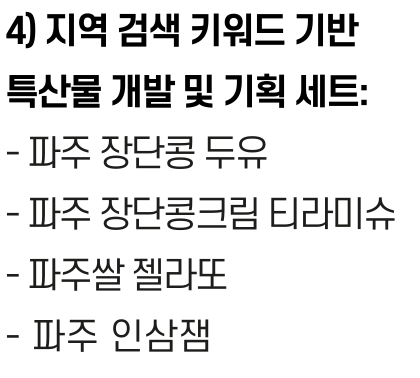 4) 지역 검색 키워드 기반
특산물 개발 및 기획 세트:
- 파주 장단콩 두유
- 파주 장단콩크림 티라미슈
- 파주쌀 젤라또
- 파주 인삼잼